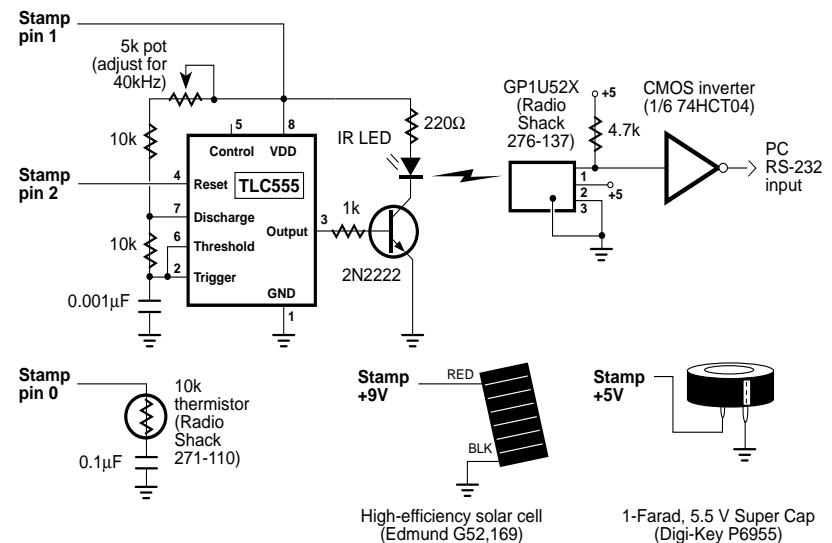 Stamp
pin 1
5k pot
(adjust for
40kHz)
10k
5
8
Control VDD
Stamp
pin 2
4
Reset
TLC555
7
Discharge
10k
6
Threshold
2
Trigger
Output
3
1k
GND
1
0.001µF
IR LED
220Ω
2N2222
GP1U52X
(Radio
Shack
276-137)
+5
4.7k
1
+5
2
3
CMOS inverter
(1/6 74HCT04)
PC
RS-232
input
Stamp
pin 0
10k
thermistor
(Radio
Shack
271-110)
0.1µF
Stamp
+9V
RED
BLK
High-efficiency solar cell
(Edmund G52,169)
Stamp
+5V
1-Farad, 5.5 V Super Cap
(Digi-Key P6955)